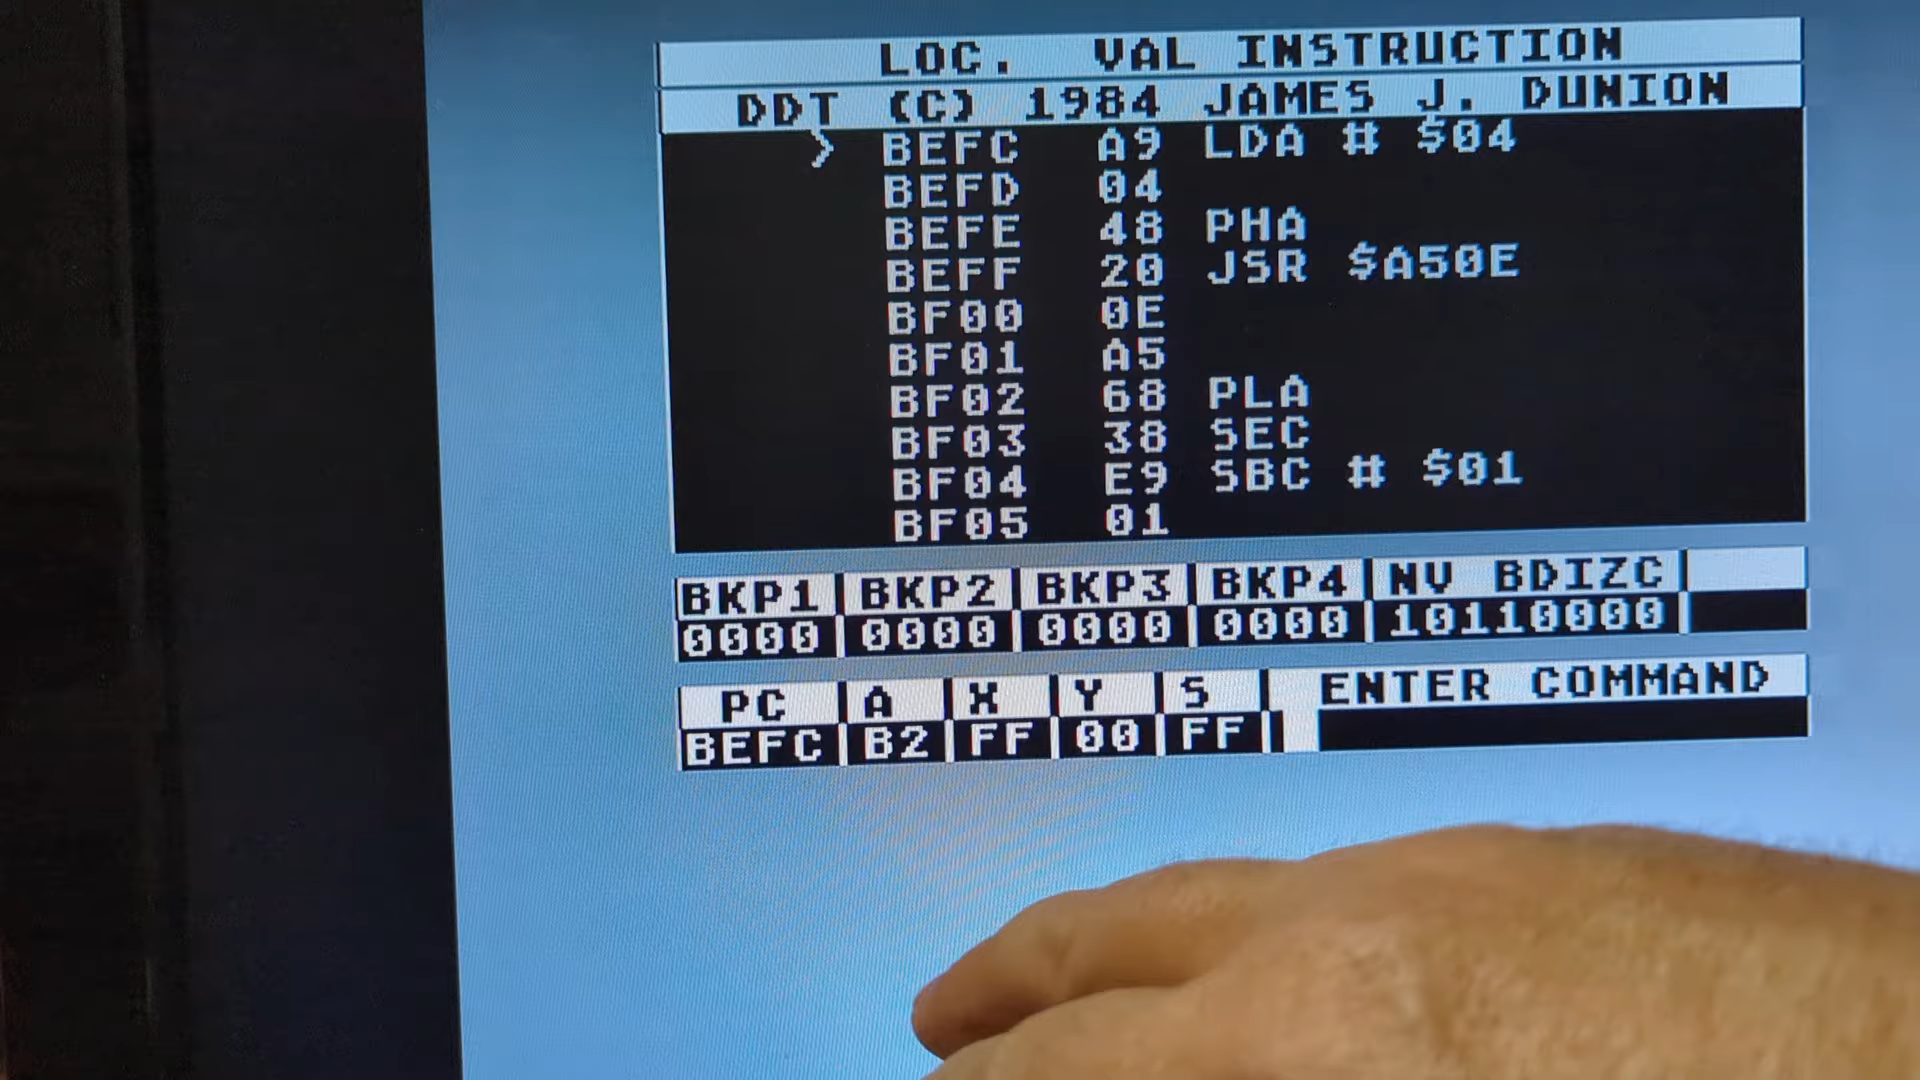 LOC. VAL INSTRUCTION
DDT (C) 1984 JAMES J. DUNION
> BEFC A9 LDA # $04
BEFD 04
BEFE 48 PHA
BEFF 20 JSR $A50E
BF00 0E
BF01 A5
BF02 68 PLA
BF03 38 SEC
BF04 E9 SBC # $01
BF05 01
BKP1 BKP2 BKP3 BKP4 NV BDIZC
0000 0000 0000 0000 10110000
PC A X Y S ENTER COMMAND
BEFC B2 FF 00 FF